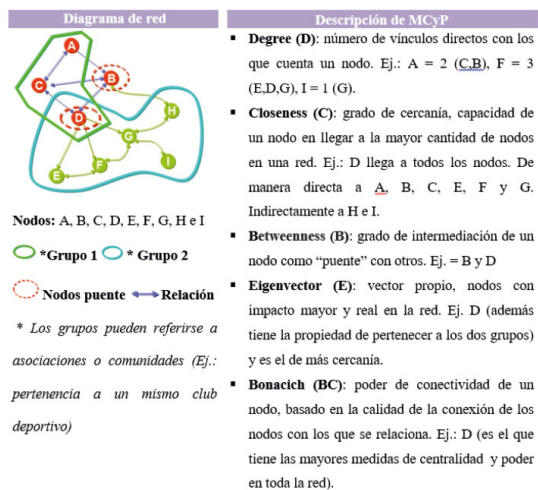 Diagrama de red
A
B
C
D
H
G
F
E
I
Nodos: A, B, C, D, E, F, G, H e I
*Grupo 1 * Grupo 2
Nodos puente Relación
* Los grupos pueden referirse a
asociaciones o comunidades (Ej.:
pertenencia a un mismo club
deportivo)
Descripción de MCyP
▪ Degree (D): número de vínculos directos con los
que cuenta un nodo. Ej.: A = 2 (C,B), F = 3
(E,D,G), I = 1 (G).
▪ Closeness (C): grado de cercanía, capacidad de
un nodo en llegar a la mayor cantidad de nodos
en una red. Ej.: D llega a todos los nodos. De
manera directa a A, B, C, E, F y G.
Indirectamente a H e I.
▪ Betweenness (B): grado de intermediación de un
nodo como “puente” con otros. Ej. = B y D
▪ Eigenvector (E): vector propio, nodos con
impacto mayor y real en la red. Ej. D (además
tiene la propiedad de pertenecer a los dos grupos)
y es el de más cercanía.
▪ Bonacich (BC): poder de conectividad de un
nodo, basado en la calidad de la conexión de los
nodos con los que se relaciona. Ej.: D (es el que
tiene las mayores medidas de centralidad y poder
en toda la red).